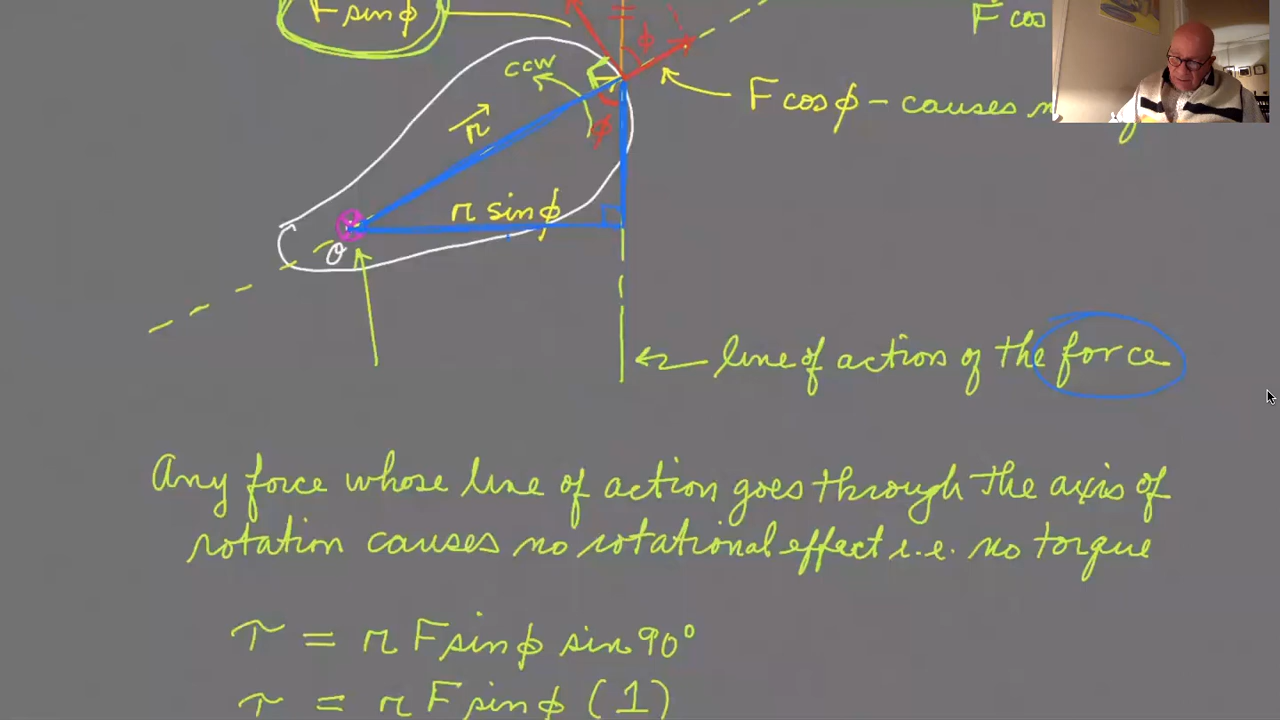 F sin ϕ
F cos
ϕ
ccw
F cos ϕ - causes
r
ϕ
r sin ϕ
O
line of action of the force
Any force whose line of action goes through the axis of
rotation causes no rotational effect i.e. no torque
τ = r F sin ϕ sin 90°
τ = r F sin ϕ (1)